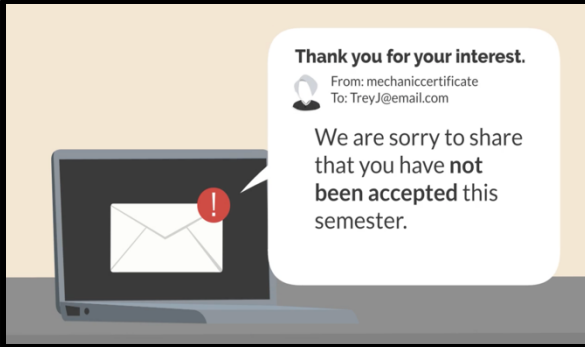 Thank you for your interest.
From: mechaniccertificate
To: TreyJ@email.com
We are sorry to share
that you have not
been accepted this
semester.
!